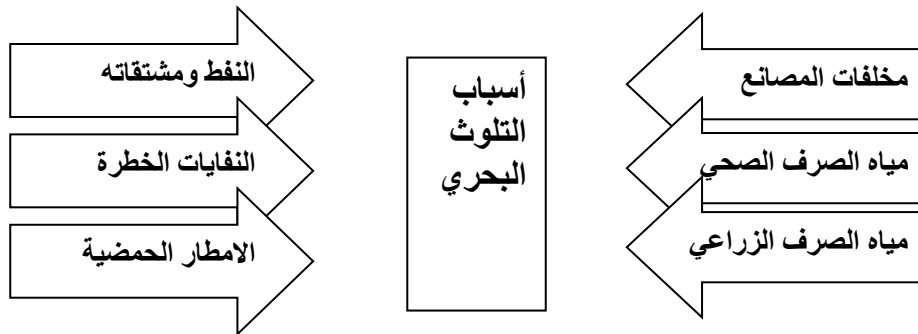 أسباب
التلوث
البحري
مخلفات المصانع
مياه الصرف الصحي
مياه الصرف الزراعي
النفط ومشتقاته
النفايات الخطرة
الامطار الحمضية